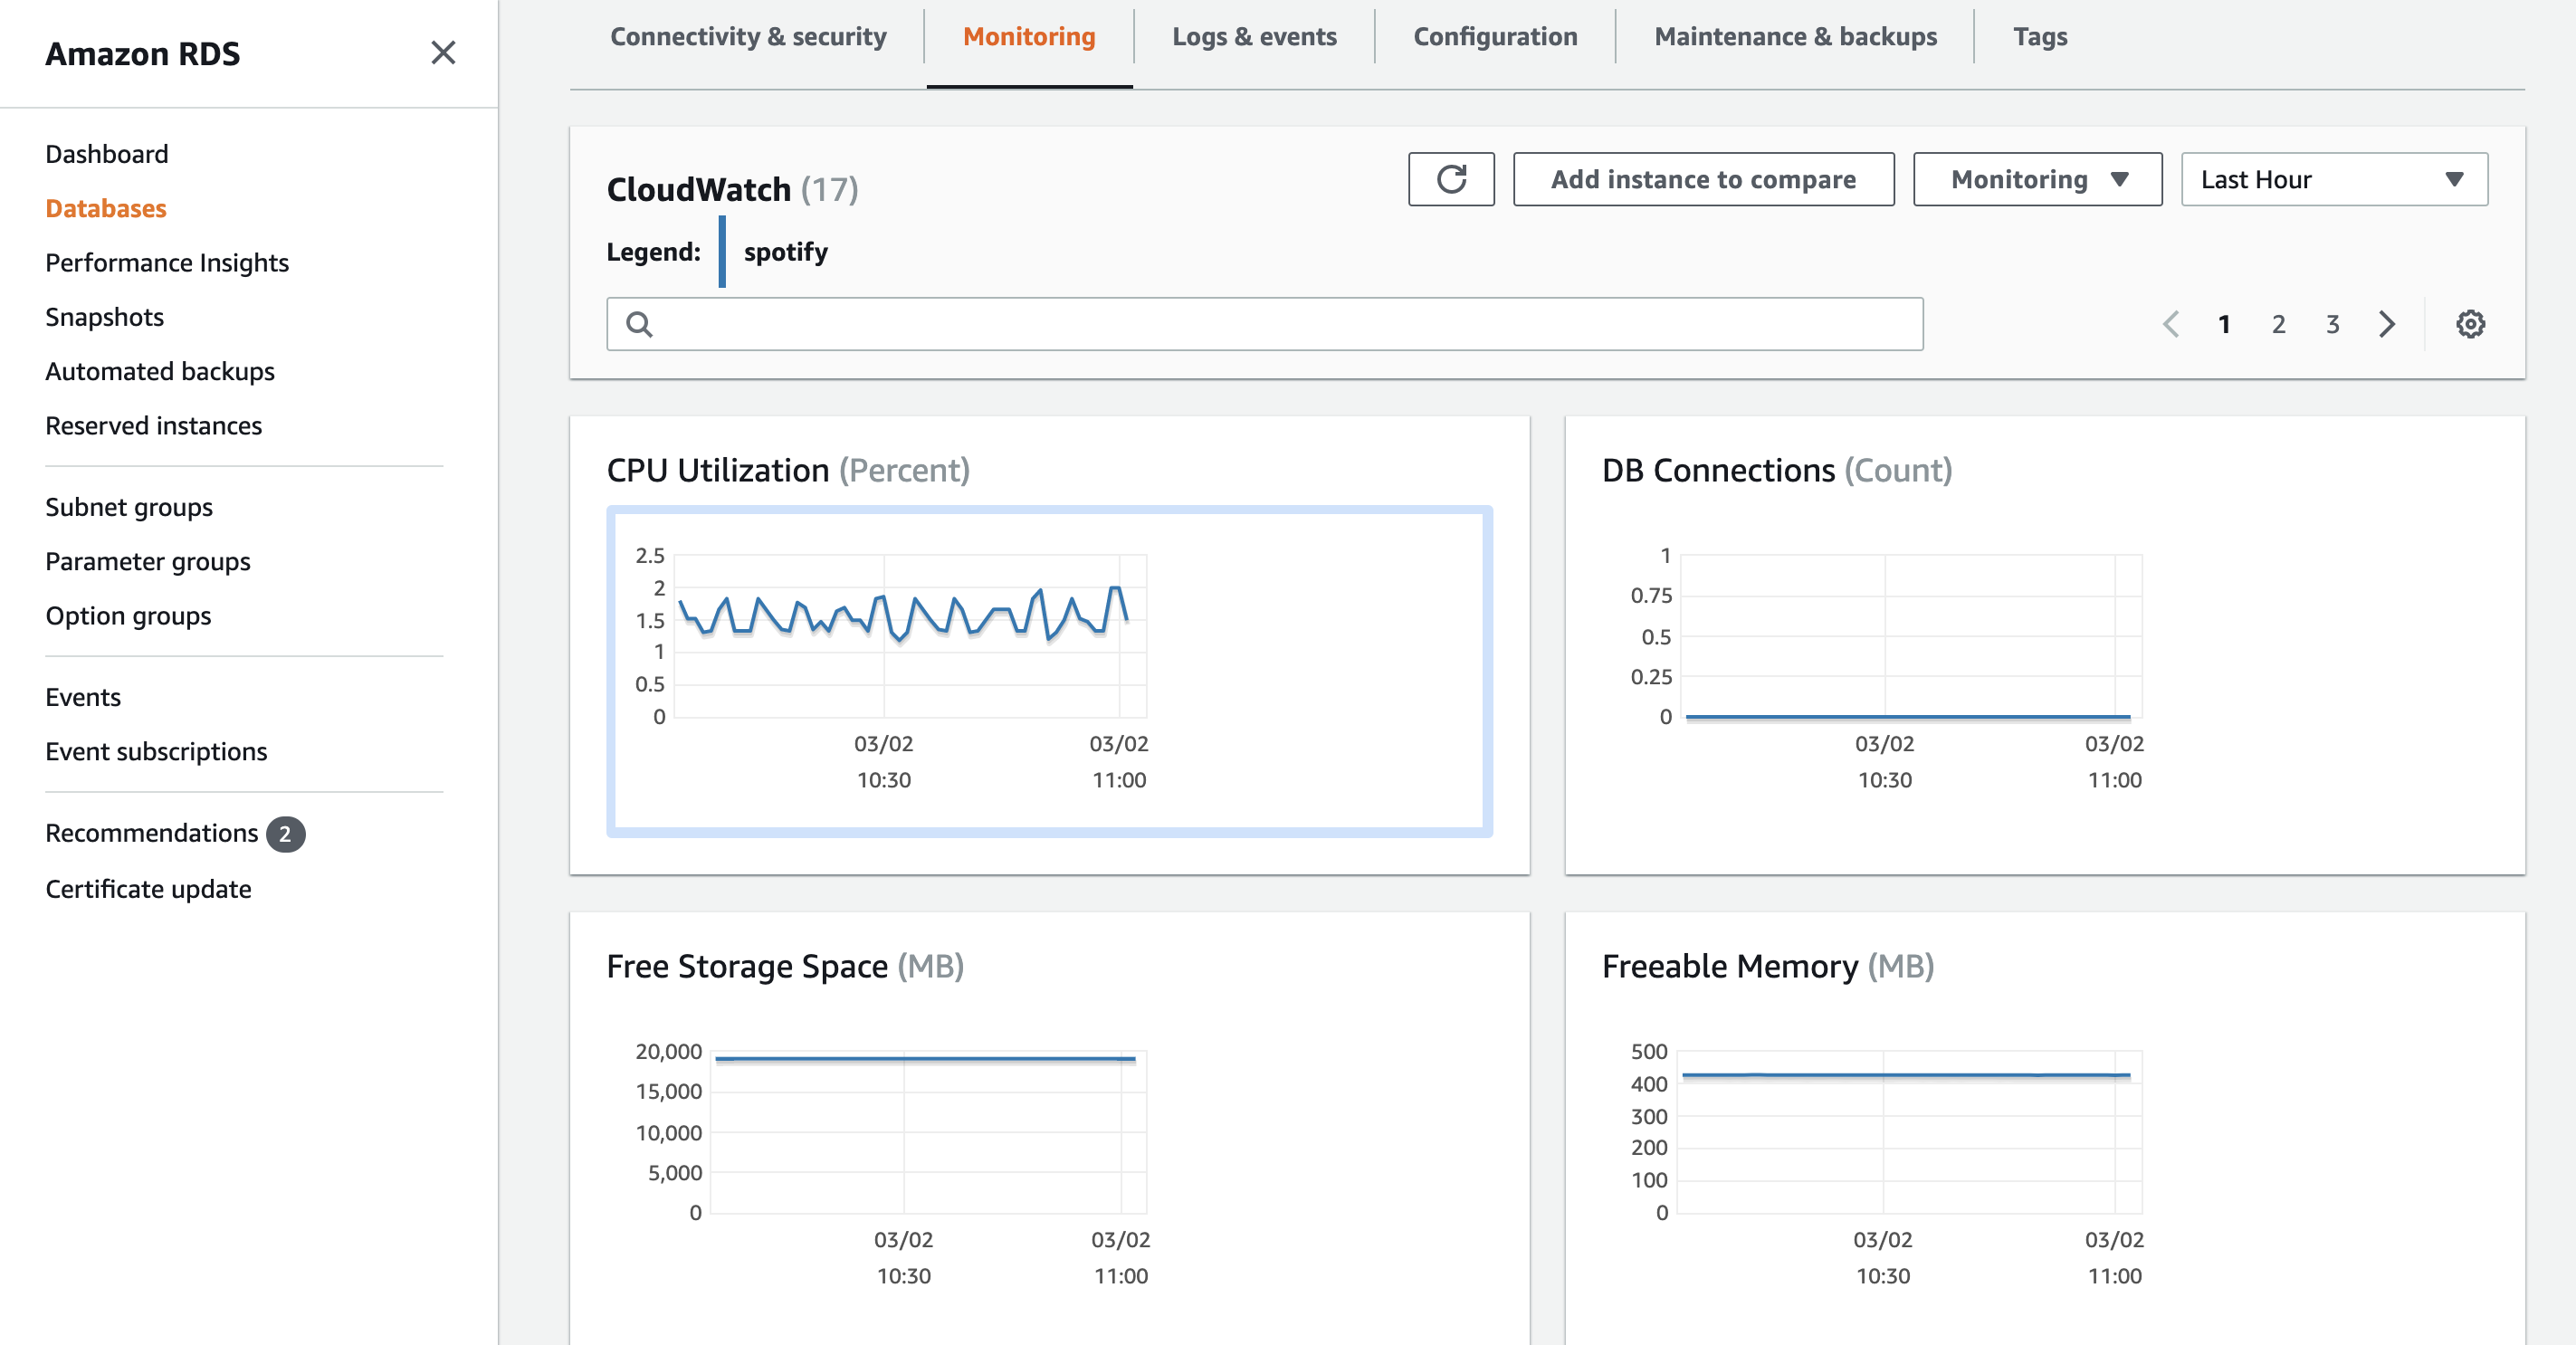 Amazon RDS
Dashboard
Databases
Performance Insights
Snapshots
Automated backups
Reserved instances
Subnet groups
Parameter groups
Option groups
Events
Event subscriptions
Recommendations 2
Certificate update
Connectivity & security Monitoring Logs & events Configuration Maintenance & backups Tags
CloudWatch (17)
Add instance to compare Monitoring Last Hour
Legend: spotify
1 2 3
CPU Utilization (Percent)
2.5
2
1.5
1
0.5
0
03/02 03/02
10:30 11:00
DB Connections (Count)
1
0.75
0.5
0.25
0
03/02 03/02
10:30 11:00
Free Storage Space (MB)
20,000
15,000
10,000
5,000
0
03/02 03/02
10:30 11:00
Freeable Memory (MB)
500
400
300
200
100
0
03/02 03/02
10:30 11:00